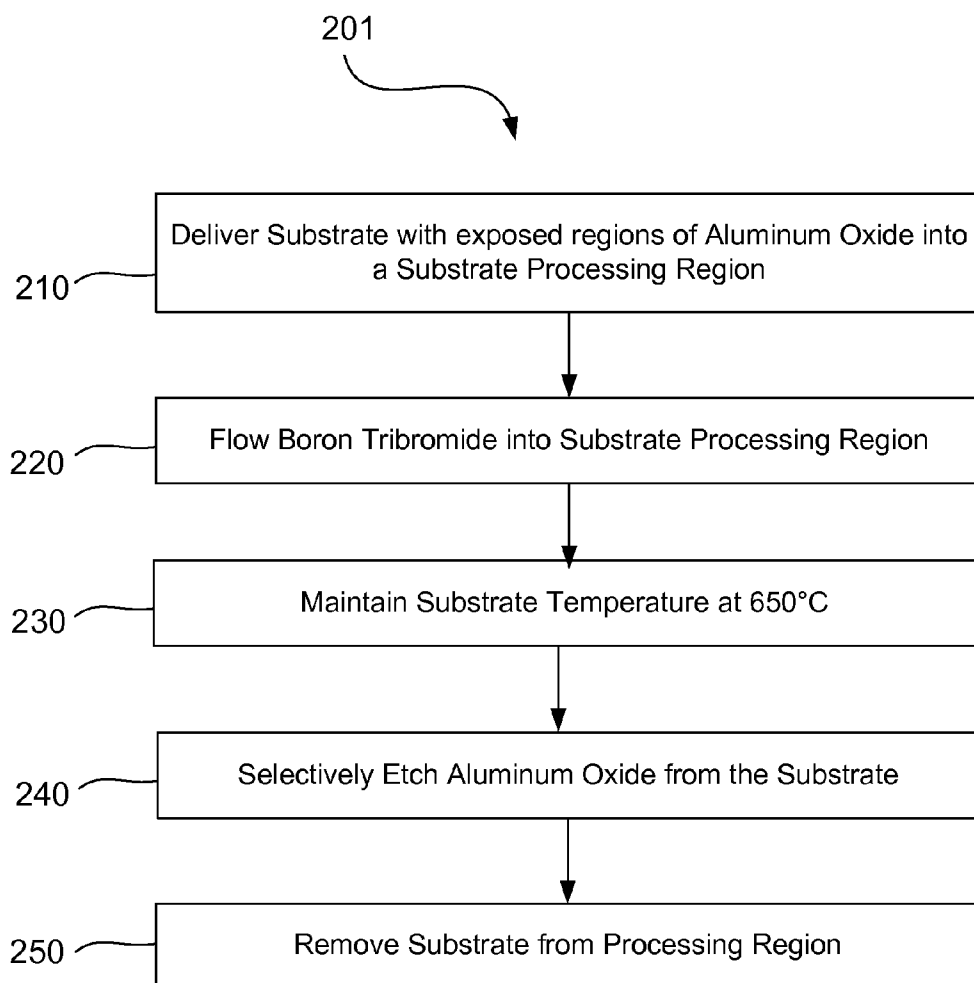 201
Deliver Substrate with exposed regions of Aluminum Oxide into
a Substrate Processing Region
210
Flow Boron Tribromide into Substrate Processing Region
220
Maintain Substrate Temperature at 650°C
230
Selectively Etch Aluminum Oxide from the Substrate
240
Remove Substrate from Processing Region
250